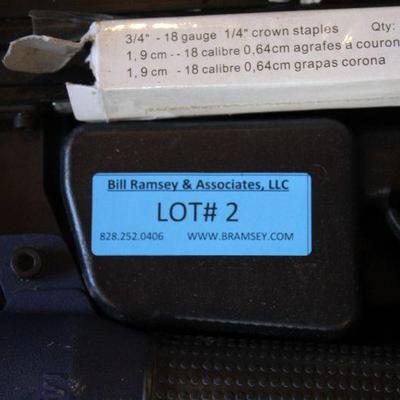 3/4" - 18 gauge 1/4" crown staples Qty:
1, 9 cm - - 18 calibre 0,64cm agrafes a couron
1, 9 cm - 18 calibre 0,64cm grapas corona
Bill Ramsey & Associates, LLC
LOT# 2
828.252.0406 WWW.BRAMSEY.COM